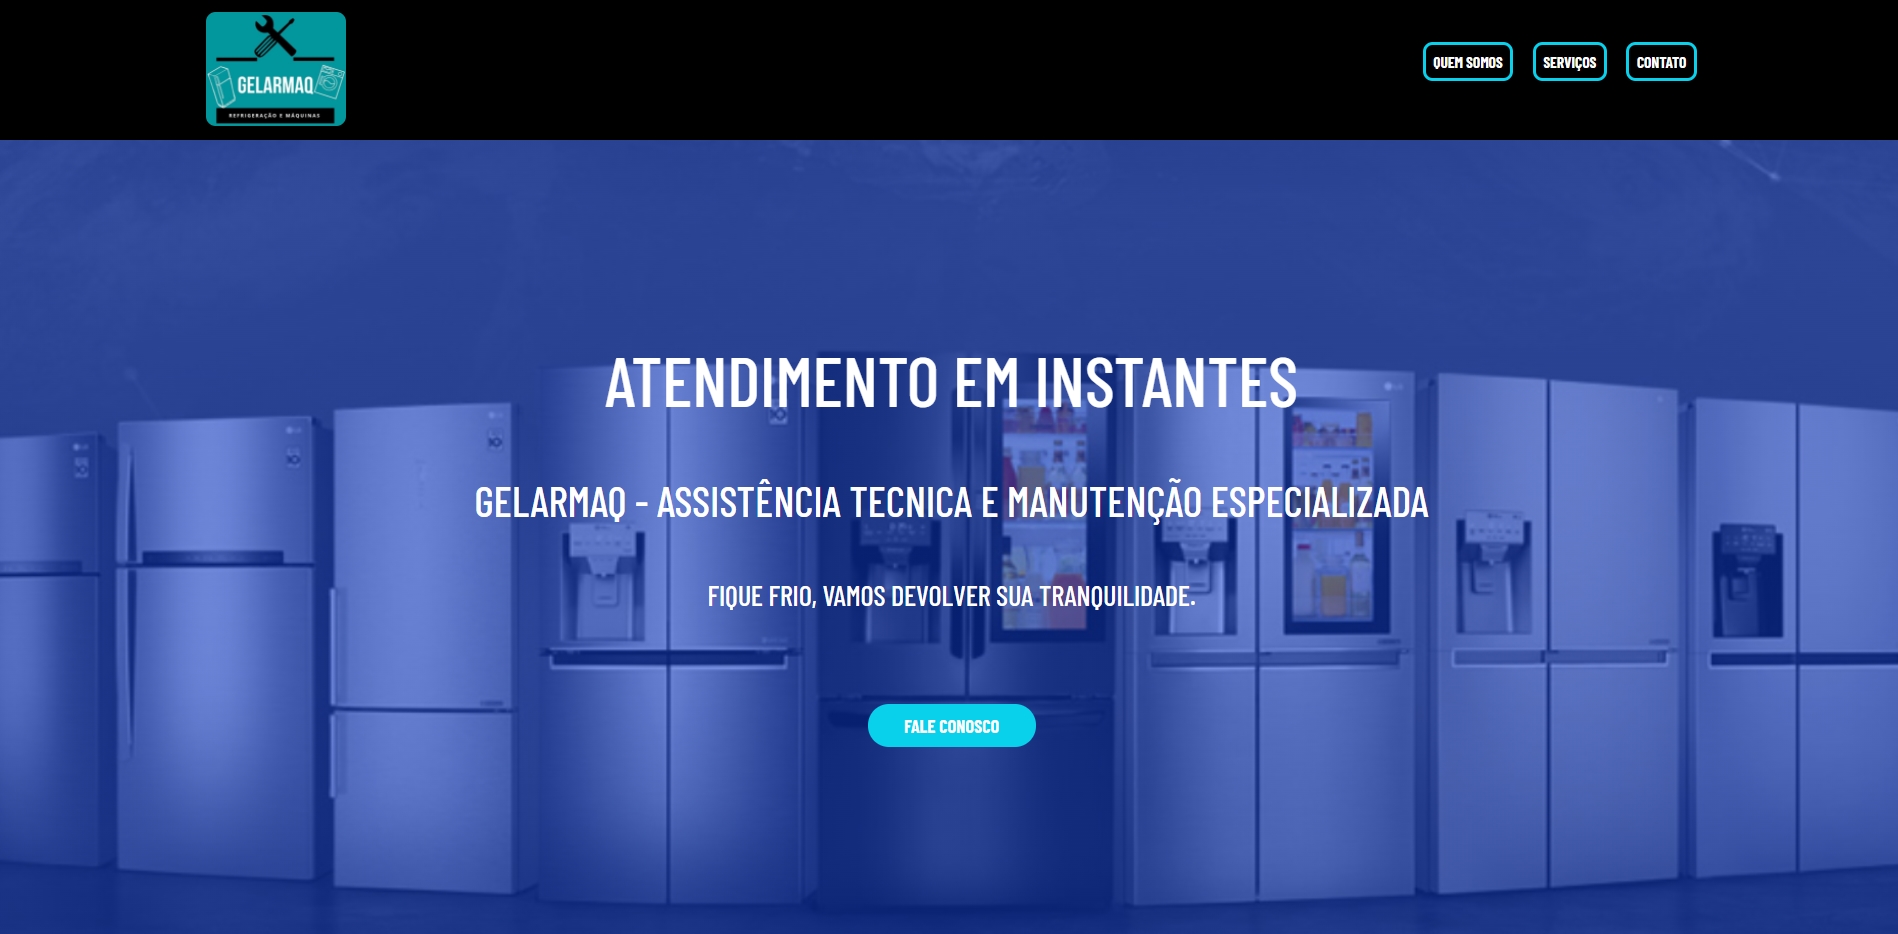 GELARMAQ
REFRIGERAÇÃO E MÁQUINAS
QUEM SOMOS
SERVIÇOS
CONTATO
ATENDIMENTO EM INSTANTES
GELARMAQ - ASSISTÊNCIA TECNICA E MANUTENÇÃO ESPECIALIZADA
FIQUE FRIO, VAMOS DEVOLVER SUA TRANQUILIDADE.
FALE CONOSCO